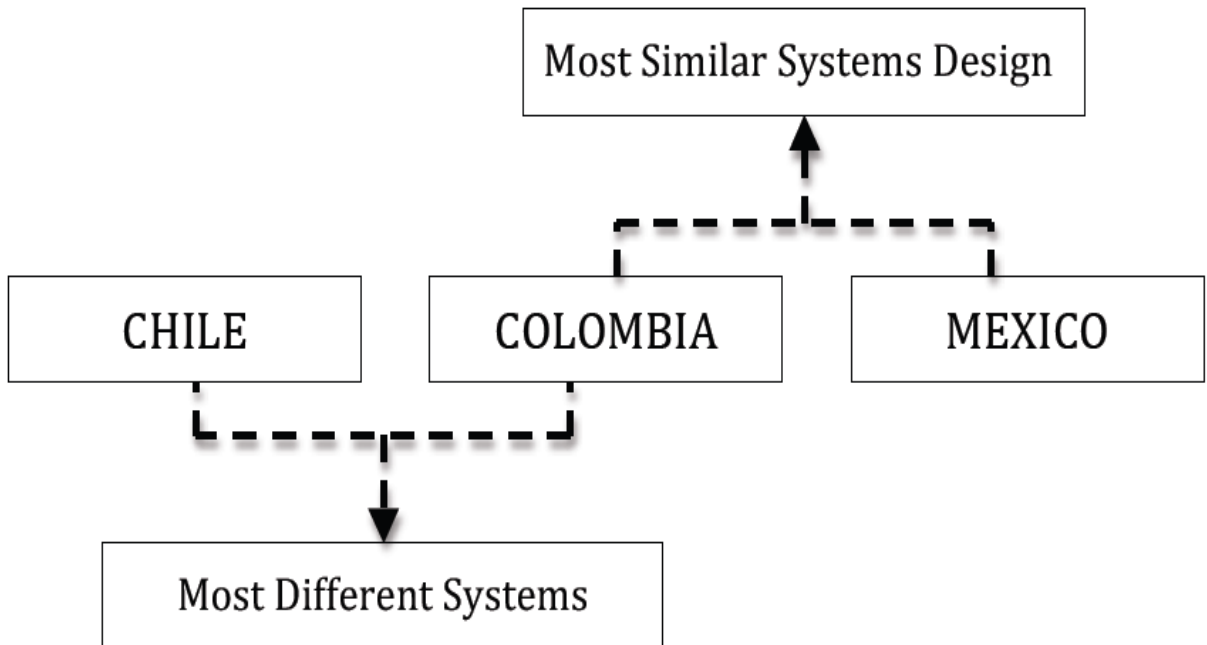 Most Similar Systems Design
CHILE
COLOMBIA
MEXICO
Most Different Systems